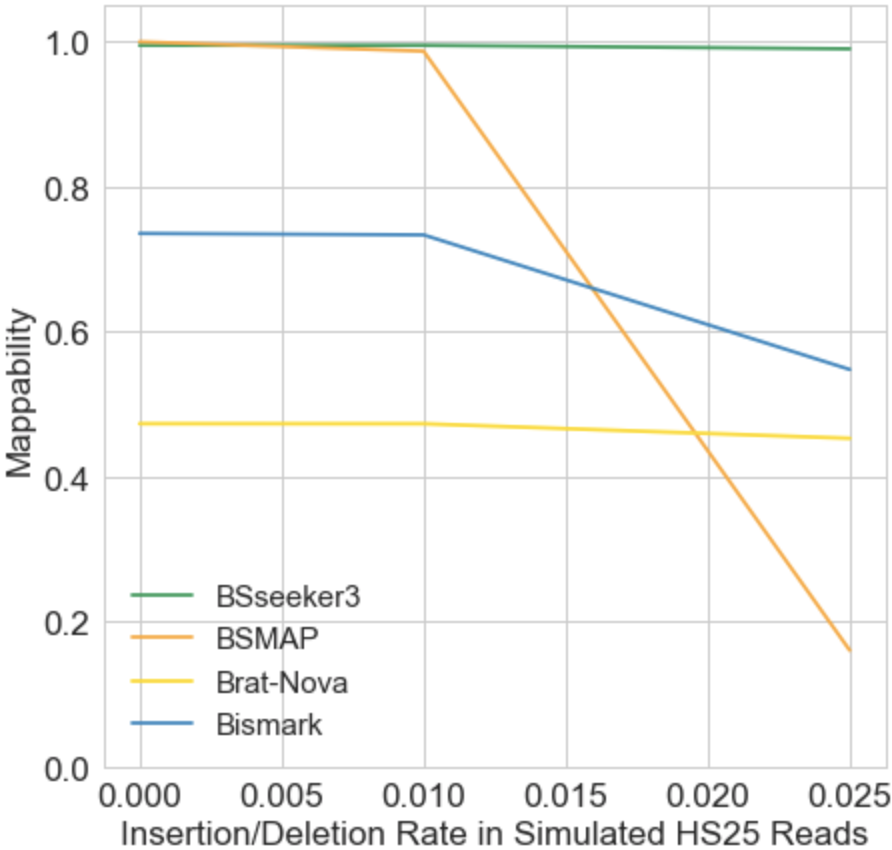 1.0
0.8
0.6
0.4
0.2
0.0
Mappability
BSseeker3
BSMAP
Brat-Nova
Bismark
0.000 0.005 0.010 0.015 0.020 0.025
Insertion/Deletion Rate in Simulated HS25 Reads